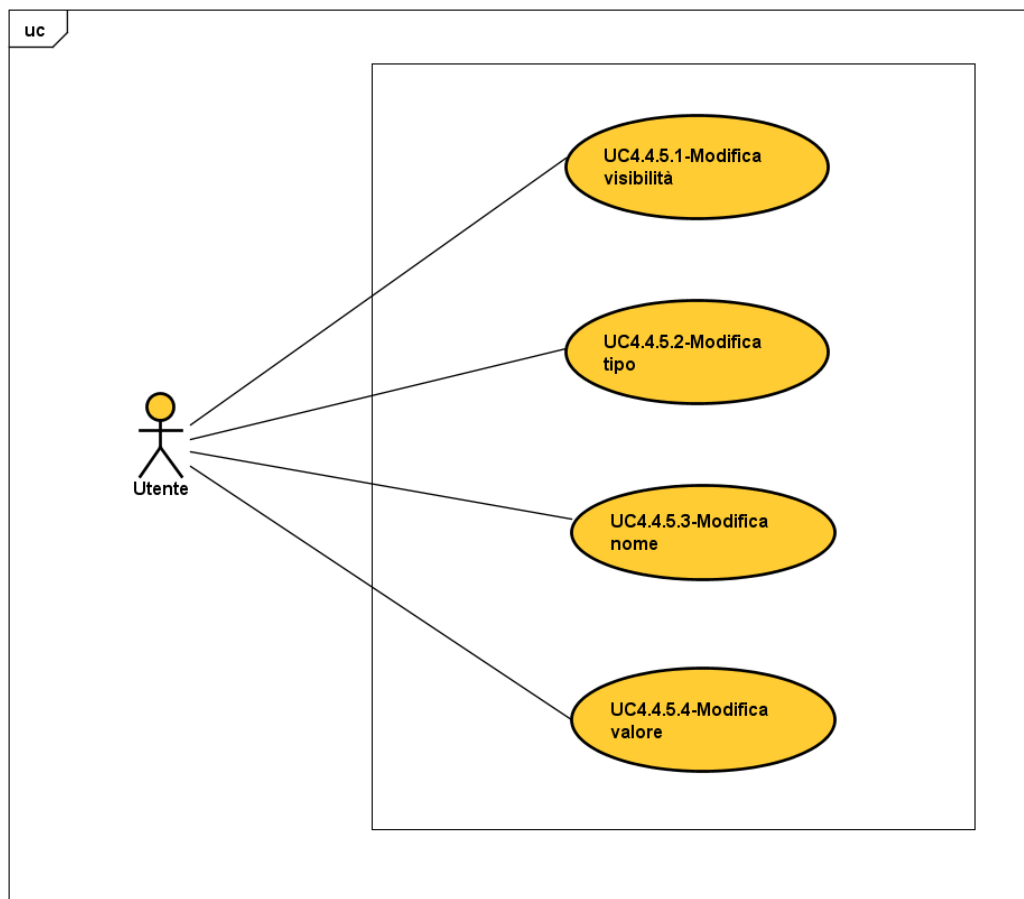 uc
UC4.4.5.1-Modifica
visibilità
UC4.4.5.2-Modifica
tipo
Utente
UC4.4.5.3-Modifica
nome
UC4.4.5.4-Modifica
valore